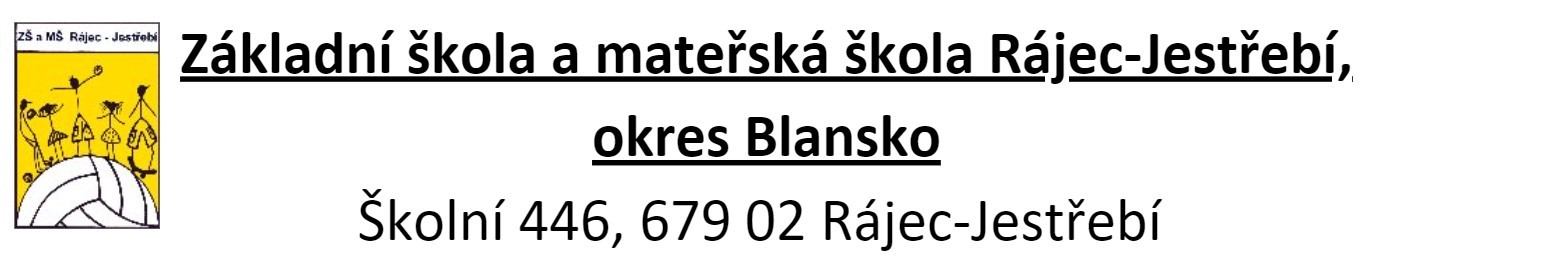 ZŠ a MŠ Rájec - Jestřebí
Základní škola a mateřská škola Rájec-Jestřebí,
okres Blansko
Školní 446, 679 02 Rájec-Jestřebí